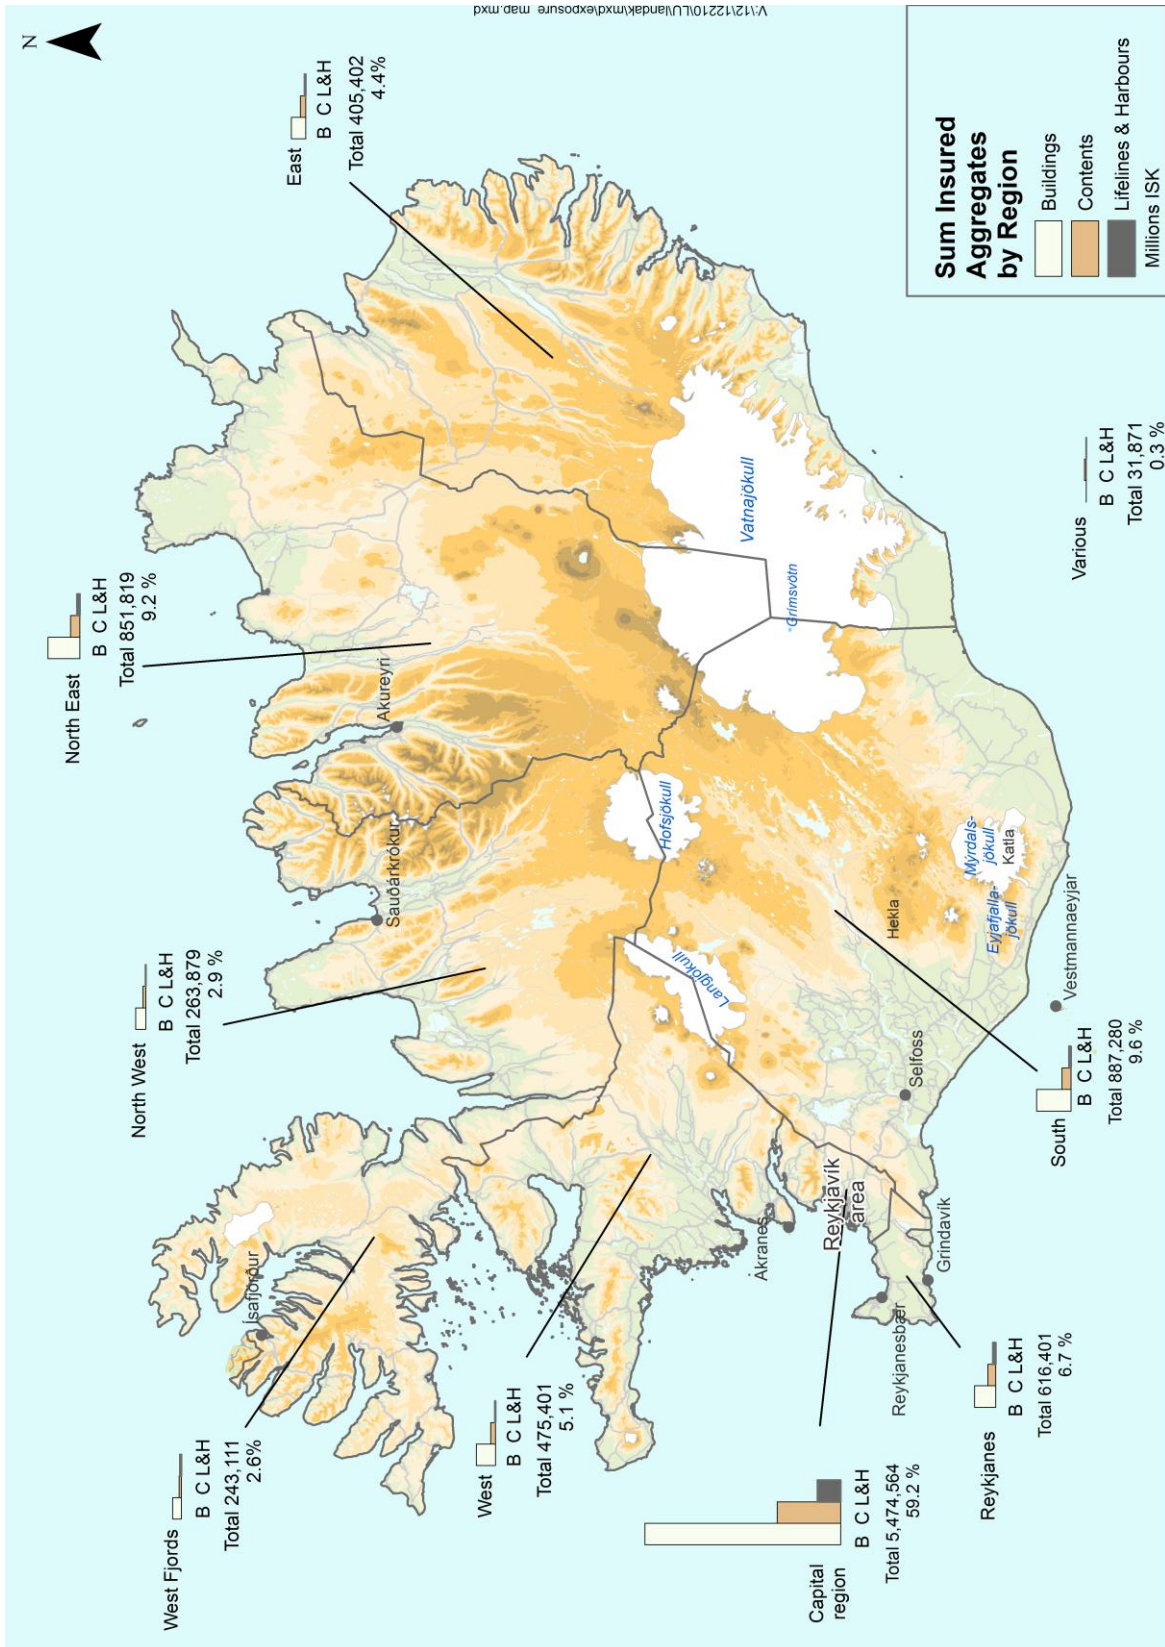 N
V:\12\12210\LU\landak\mxd\exposure_map.mxd
West Fjords
B C L&H
Total 243,111
2.6%
North West
B C L&H
Total 263,879
2.9 %
North East
B C L&H
Total 851,819
9.2 %
East
B C L&H
Total 405,402
4.4%
Ísafjörður
Sauðárkrókur
Akureyri
West
B C L&H
Total 475,401
5.1 %
Langjökull
Hofsjökull
Vatnajökull
Grímsvötn
Akranes
Reykjavík
area
Capital
region
B C L&H
Total 5,474,564
59.2 %
Reykjanesbær
Grindavík
Selfoss
Hekla
Eyjafjalla-
jökull
Mýrdals-
jökull
Katla
Vestmannaeyjar
Reykjanes
B C L&H
Total 616,401
6.7 %
South
B C L&H
Total 887,280
9.6 %
Various
B C L&H
Total 31,871
0.3 %
Sum Insured
Aggregates
by Region
Buildings
Contents
Lifelines & Harbours
Millions ISK